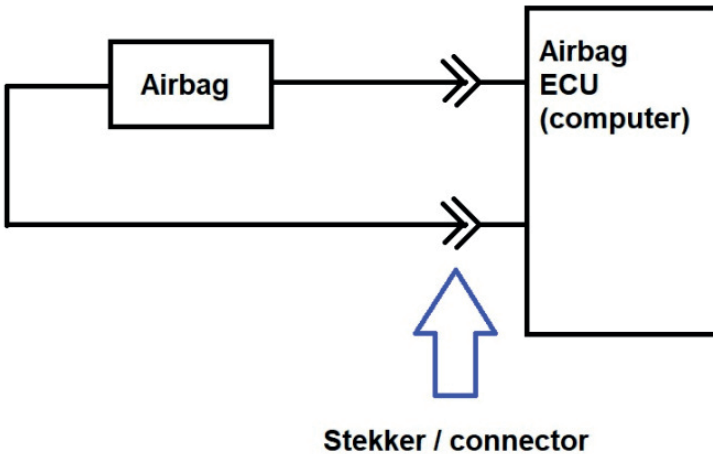 Airbag
Airbag
ECU
(computer)
Stekker / connector